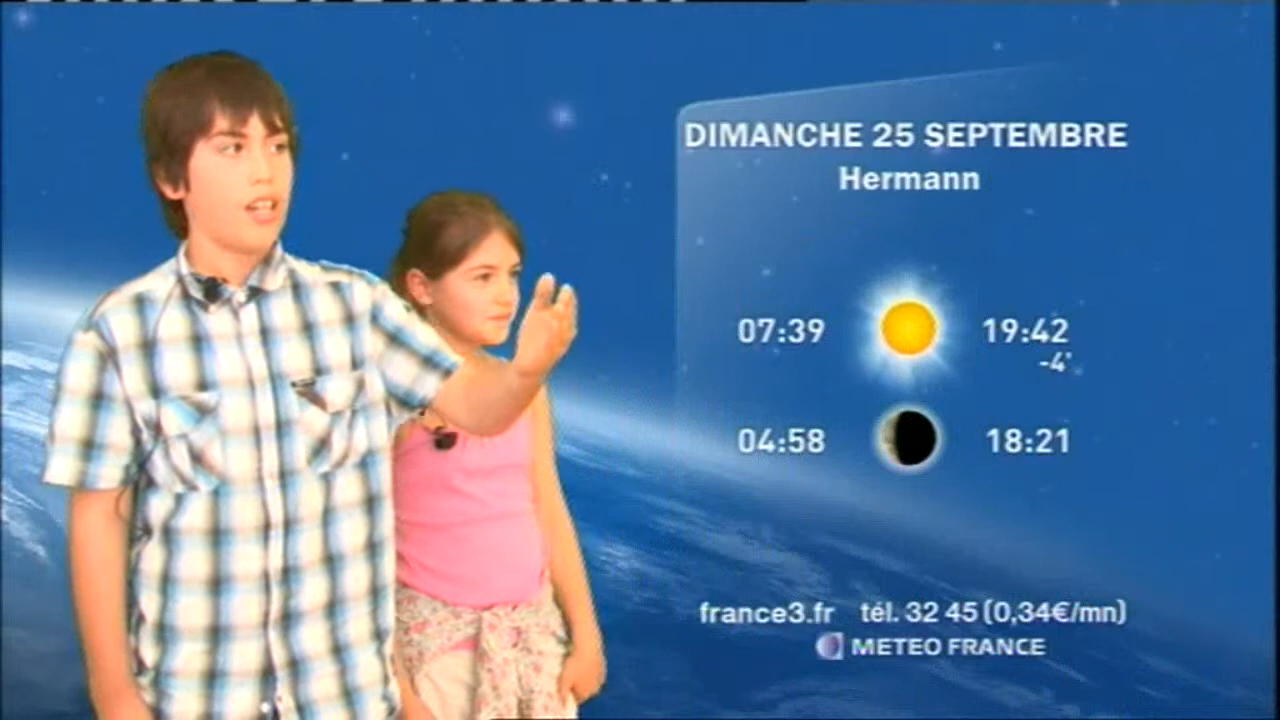 DIMANCHE 25 SEPTEMBRE
Hermann
07:39 19:42
-4'
04:58 18:21
france3.fr tél. 32 45 (0,34€/mn)
METEO FRANCE